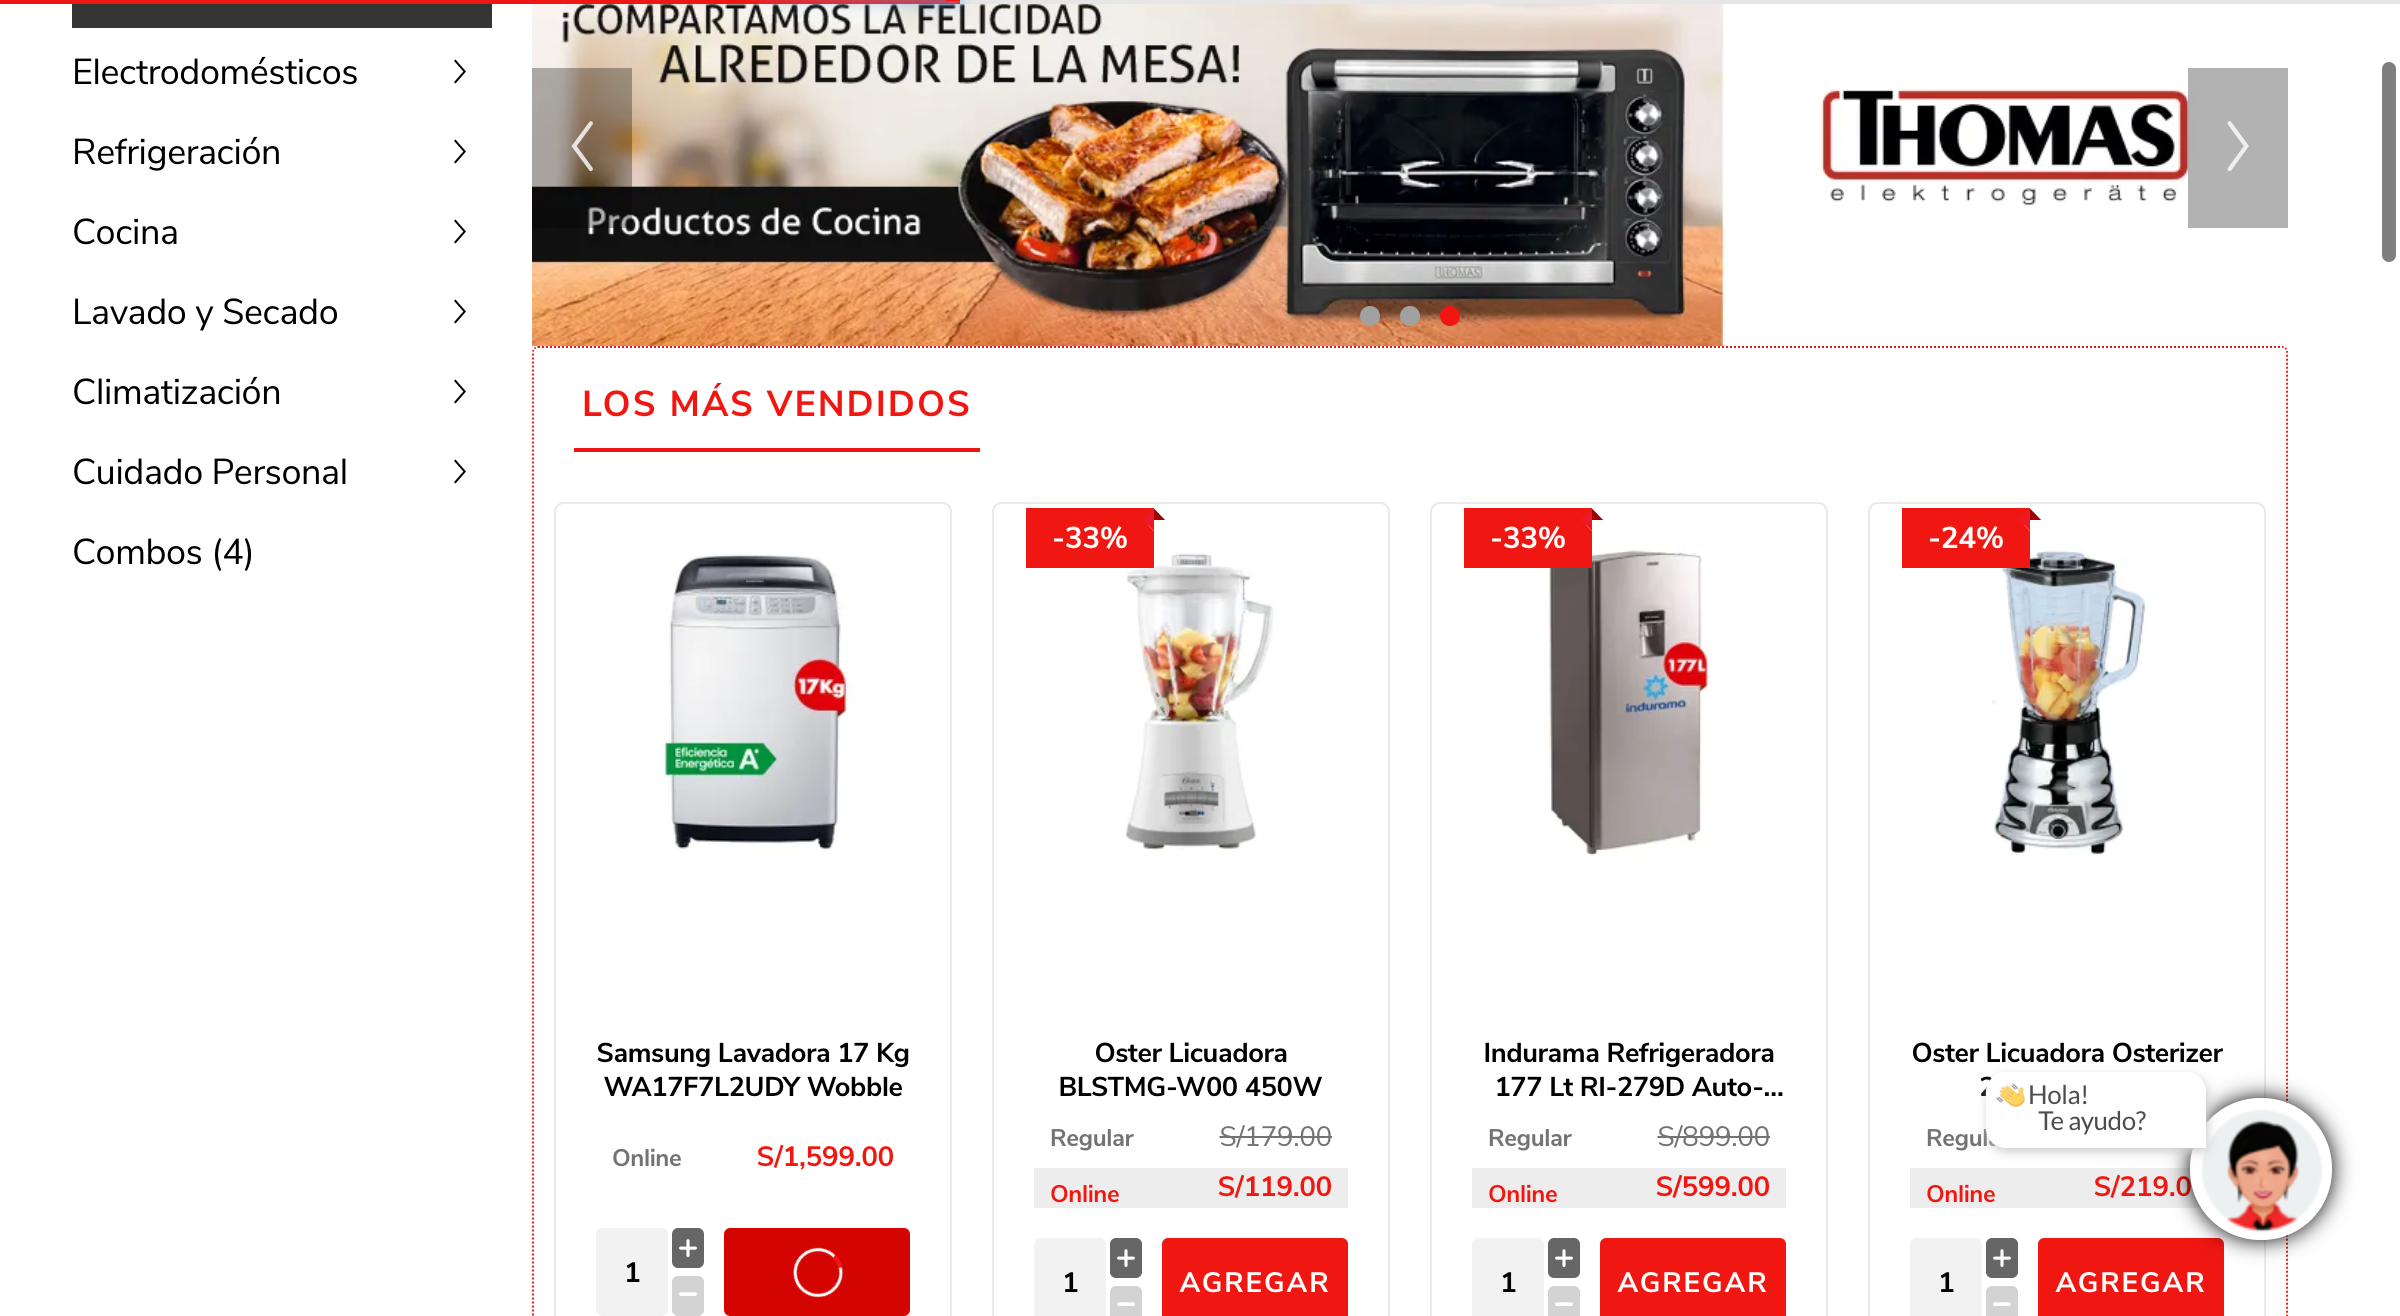 ¡COMPARTAMOS LA FELICIDAD
ALREDEDOR DE LA MESA!
Productos de Cocina
THOMAS
THOMAS
elektrogeräte
Electrodomésticos
Refrigeración
Cocina
Lavado y Secado
Climatización
Cuidado Personal
Combos (4)
LOS MÁS VENDIDOS
17Kg
Eficiencia
Energética A+
Samsung Lavadora 17 Kg
WA17F7L2UDY Wobble
Online S/1,599.00
1
-33%
Oster Licuadora
BLSTMG-W00 450W
Regular S/179.00
Online S/119.00
1 AGREGAR
-33%
177L
indurama
Indurama Refrigeradora
177 Lt RI-279D Auto-...
Regular S/899.00
Online S/599.00
1 AGREGAR
-24%
Oster Licuadora Osterizer
Online S/219.0
1 AGREGAR
Hola!
Te ayudo?